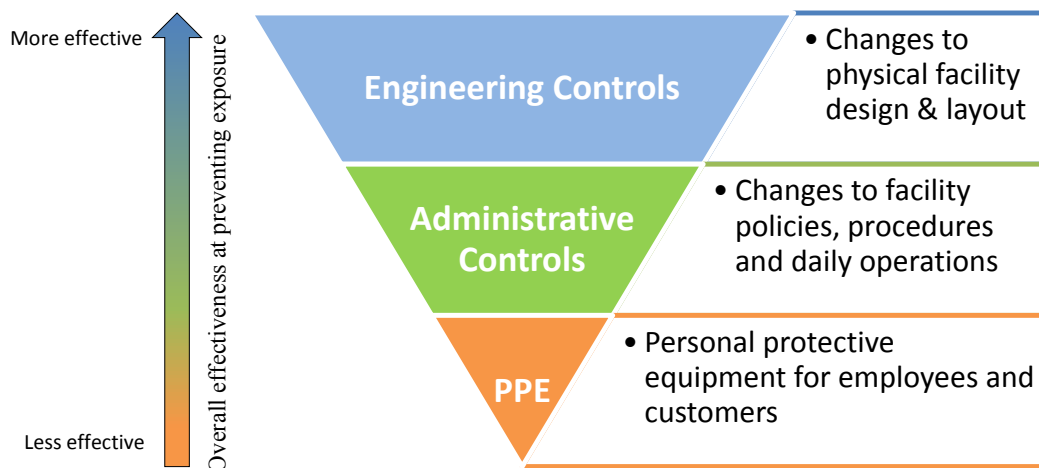 More effective
Overall effectiveness at preventing exposure
Less effective
Engineering Controls
• Changes to
physical facility
design & layout
Administrative
Controls
• Changes to facility
policies, procedures
and daily operations
PPE
• Personal protective
equipment for employees and
customers